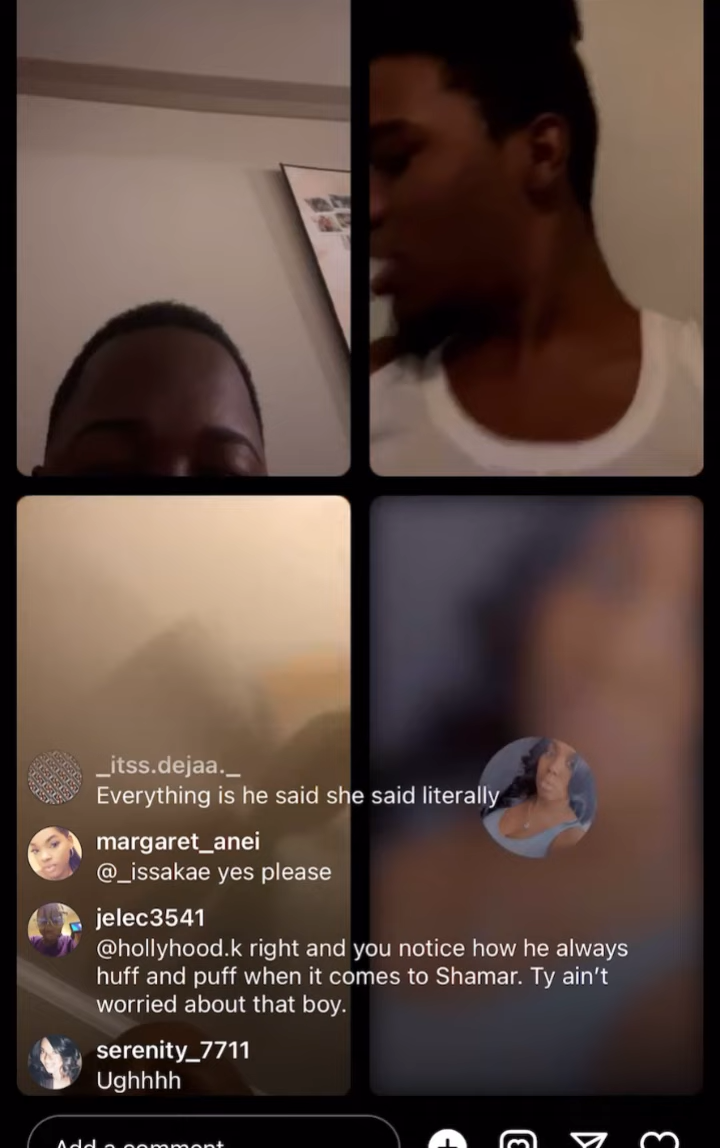 _itss.dejaa._
Everything is he said she said literally
margaret_anei
@_issakae yes please
jelec3541
@hollyhood.k right and you notice how he always
huff and puff when it comes to Shamar. Ty ain’t
worried about that boy.
serenity_7711
Ughhhh
Add a comment